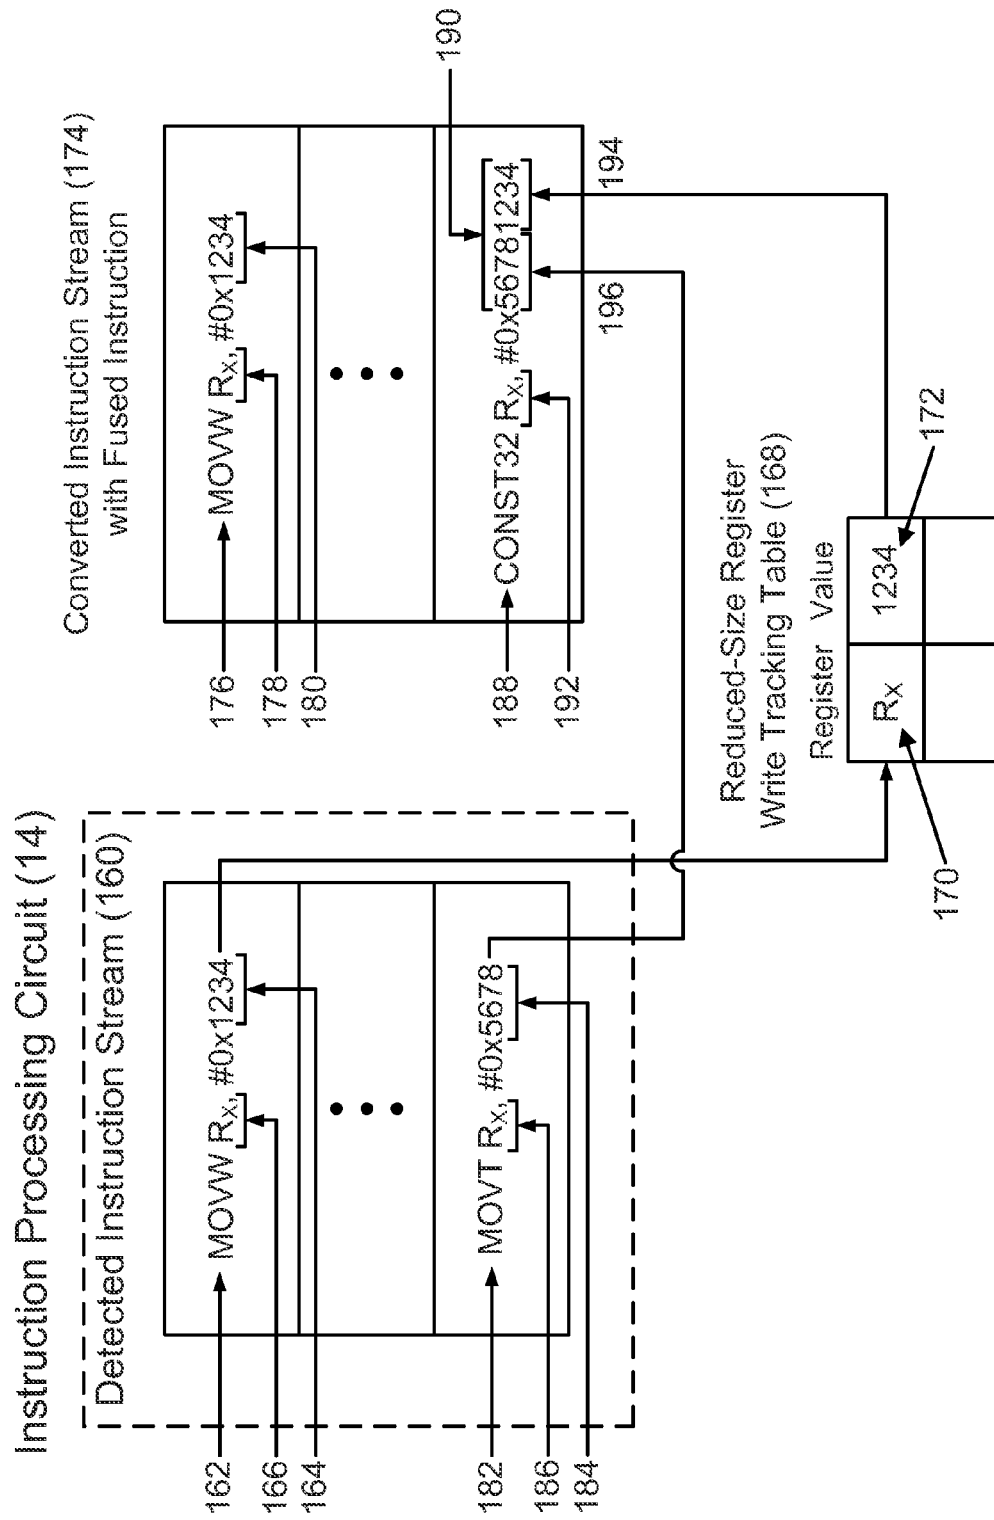 Instruction Processing Circuit (14)
Detected Instruction Stream (160)
162
MOVW RX, #0x1234
166
164
182
MOVT RX, #0x5678
186
184
Converted Instruction Stream (174)
with Fused Instruction
176
MOVW RX, #0x1234
178
180
190
188
CONST32 RX, #0x56781234
192
196
194
Reduced-Size Register
Write Tracking Table (168)
Register Value
RX 1234
170
172